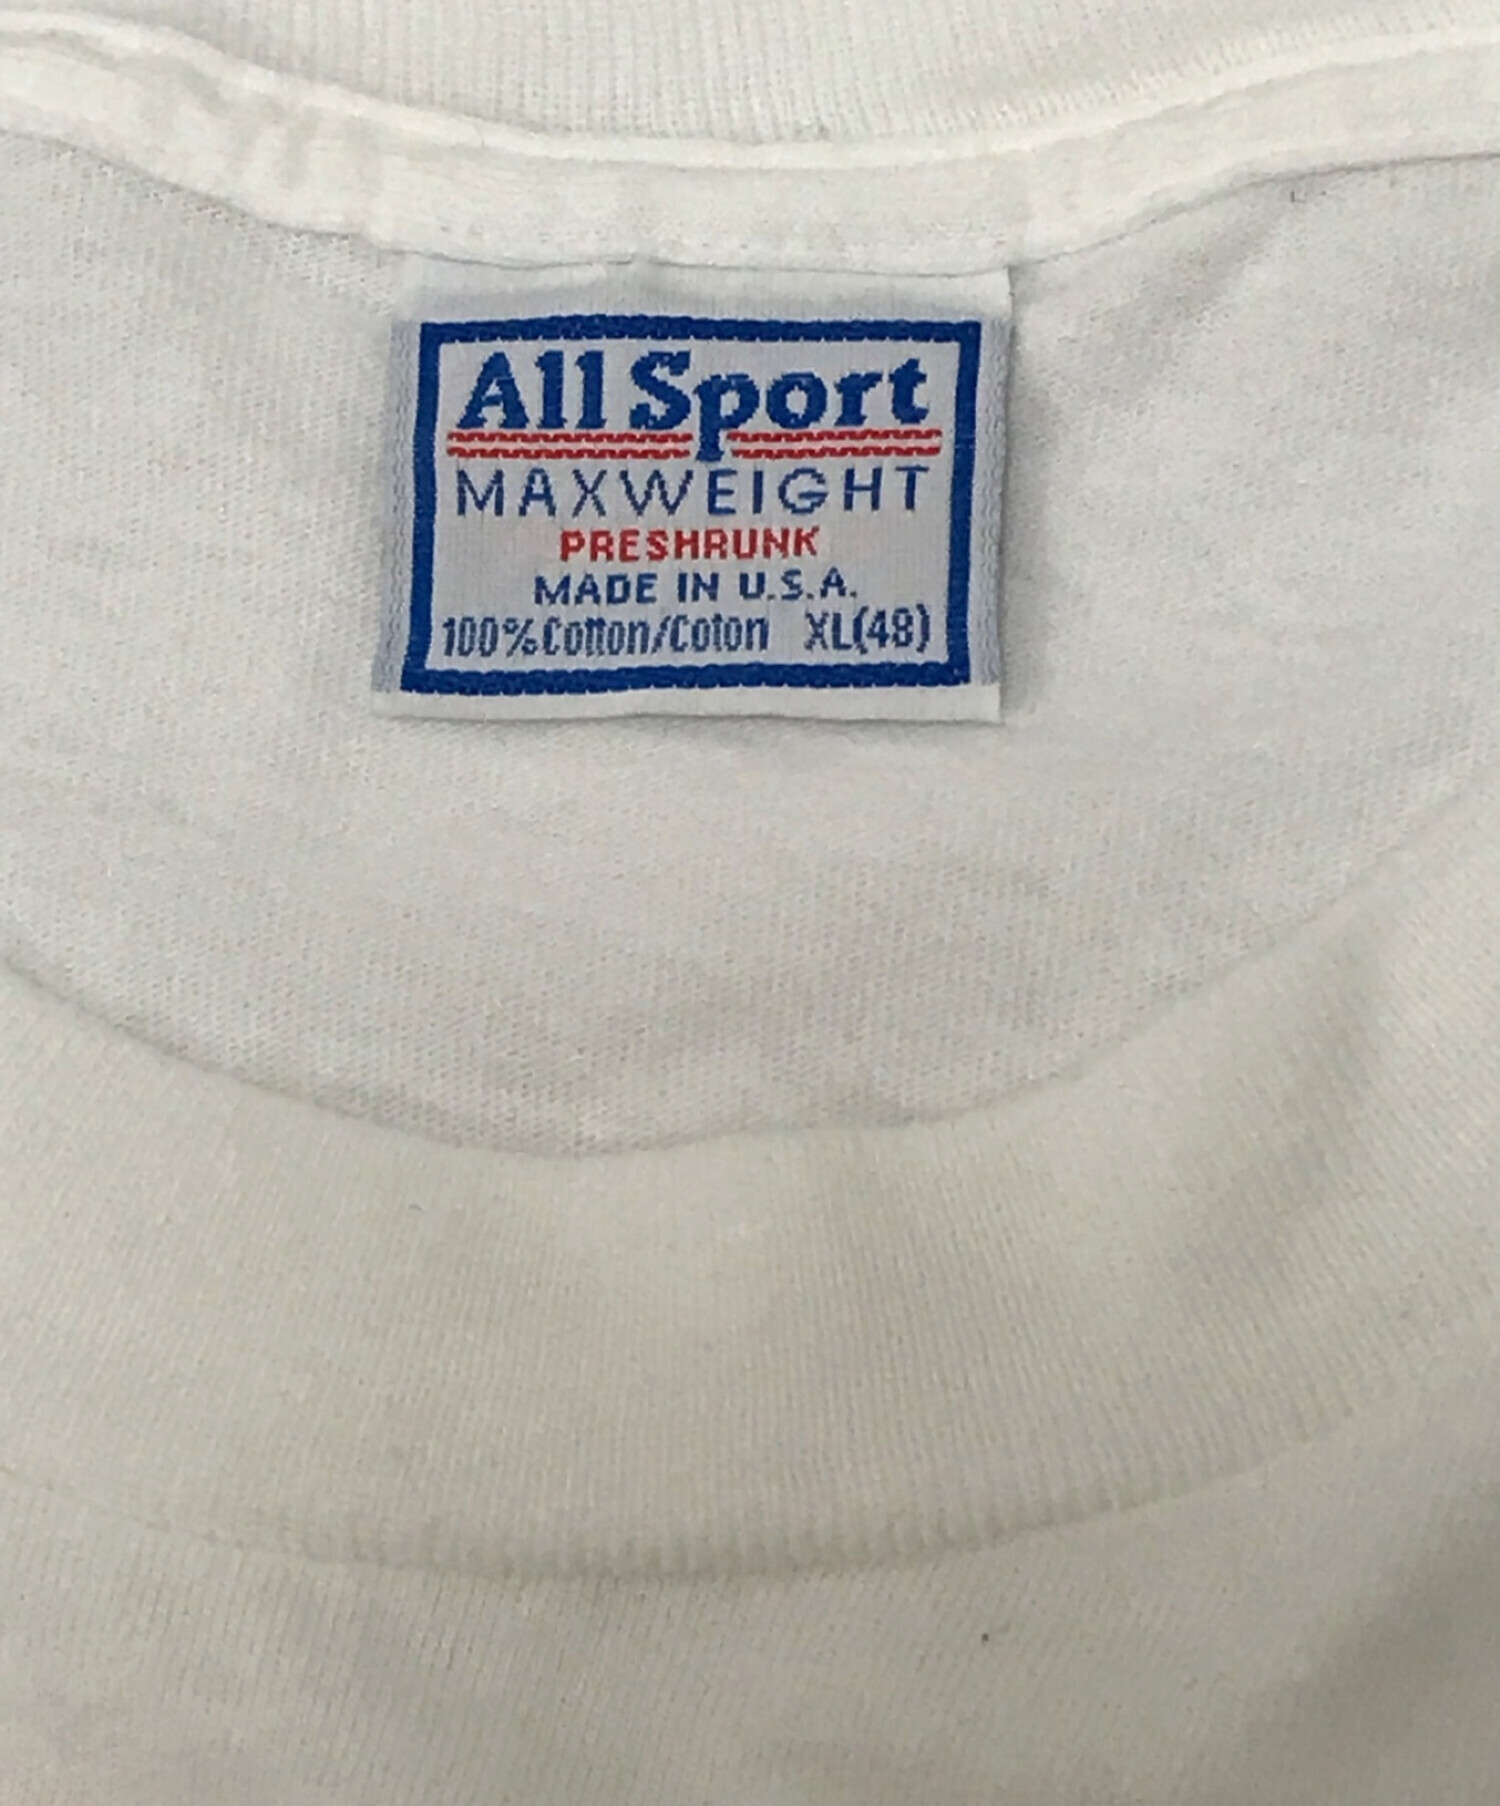 All Sport
MAXWEIGHT
PRESHRUNK
MADE IN U.S.A.
100% Cotton/Coton XL(48)